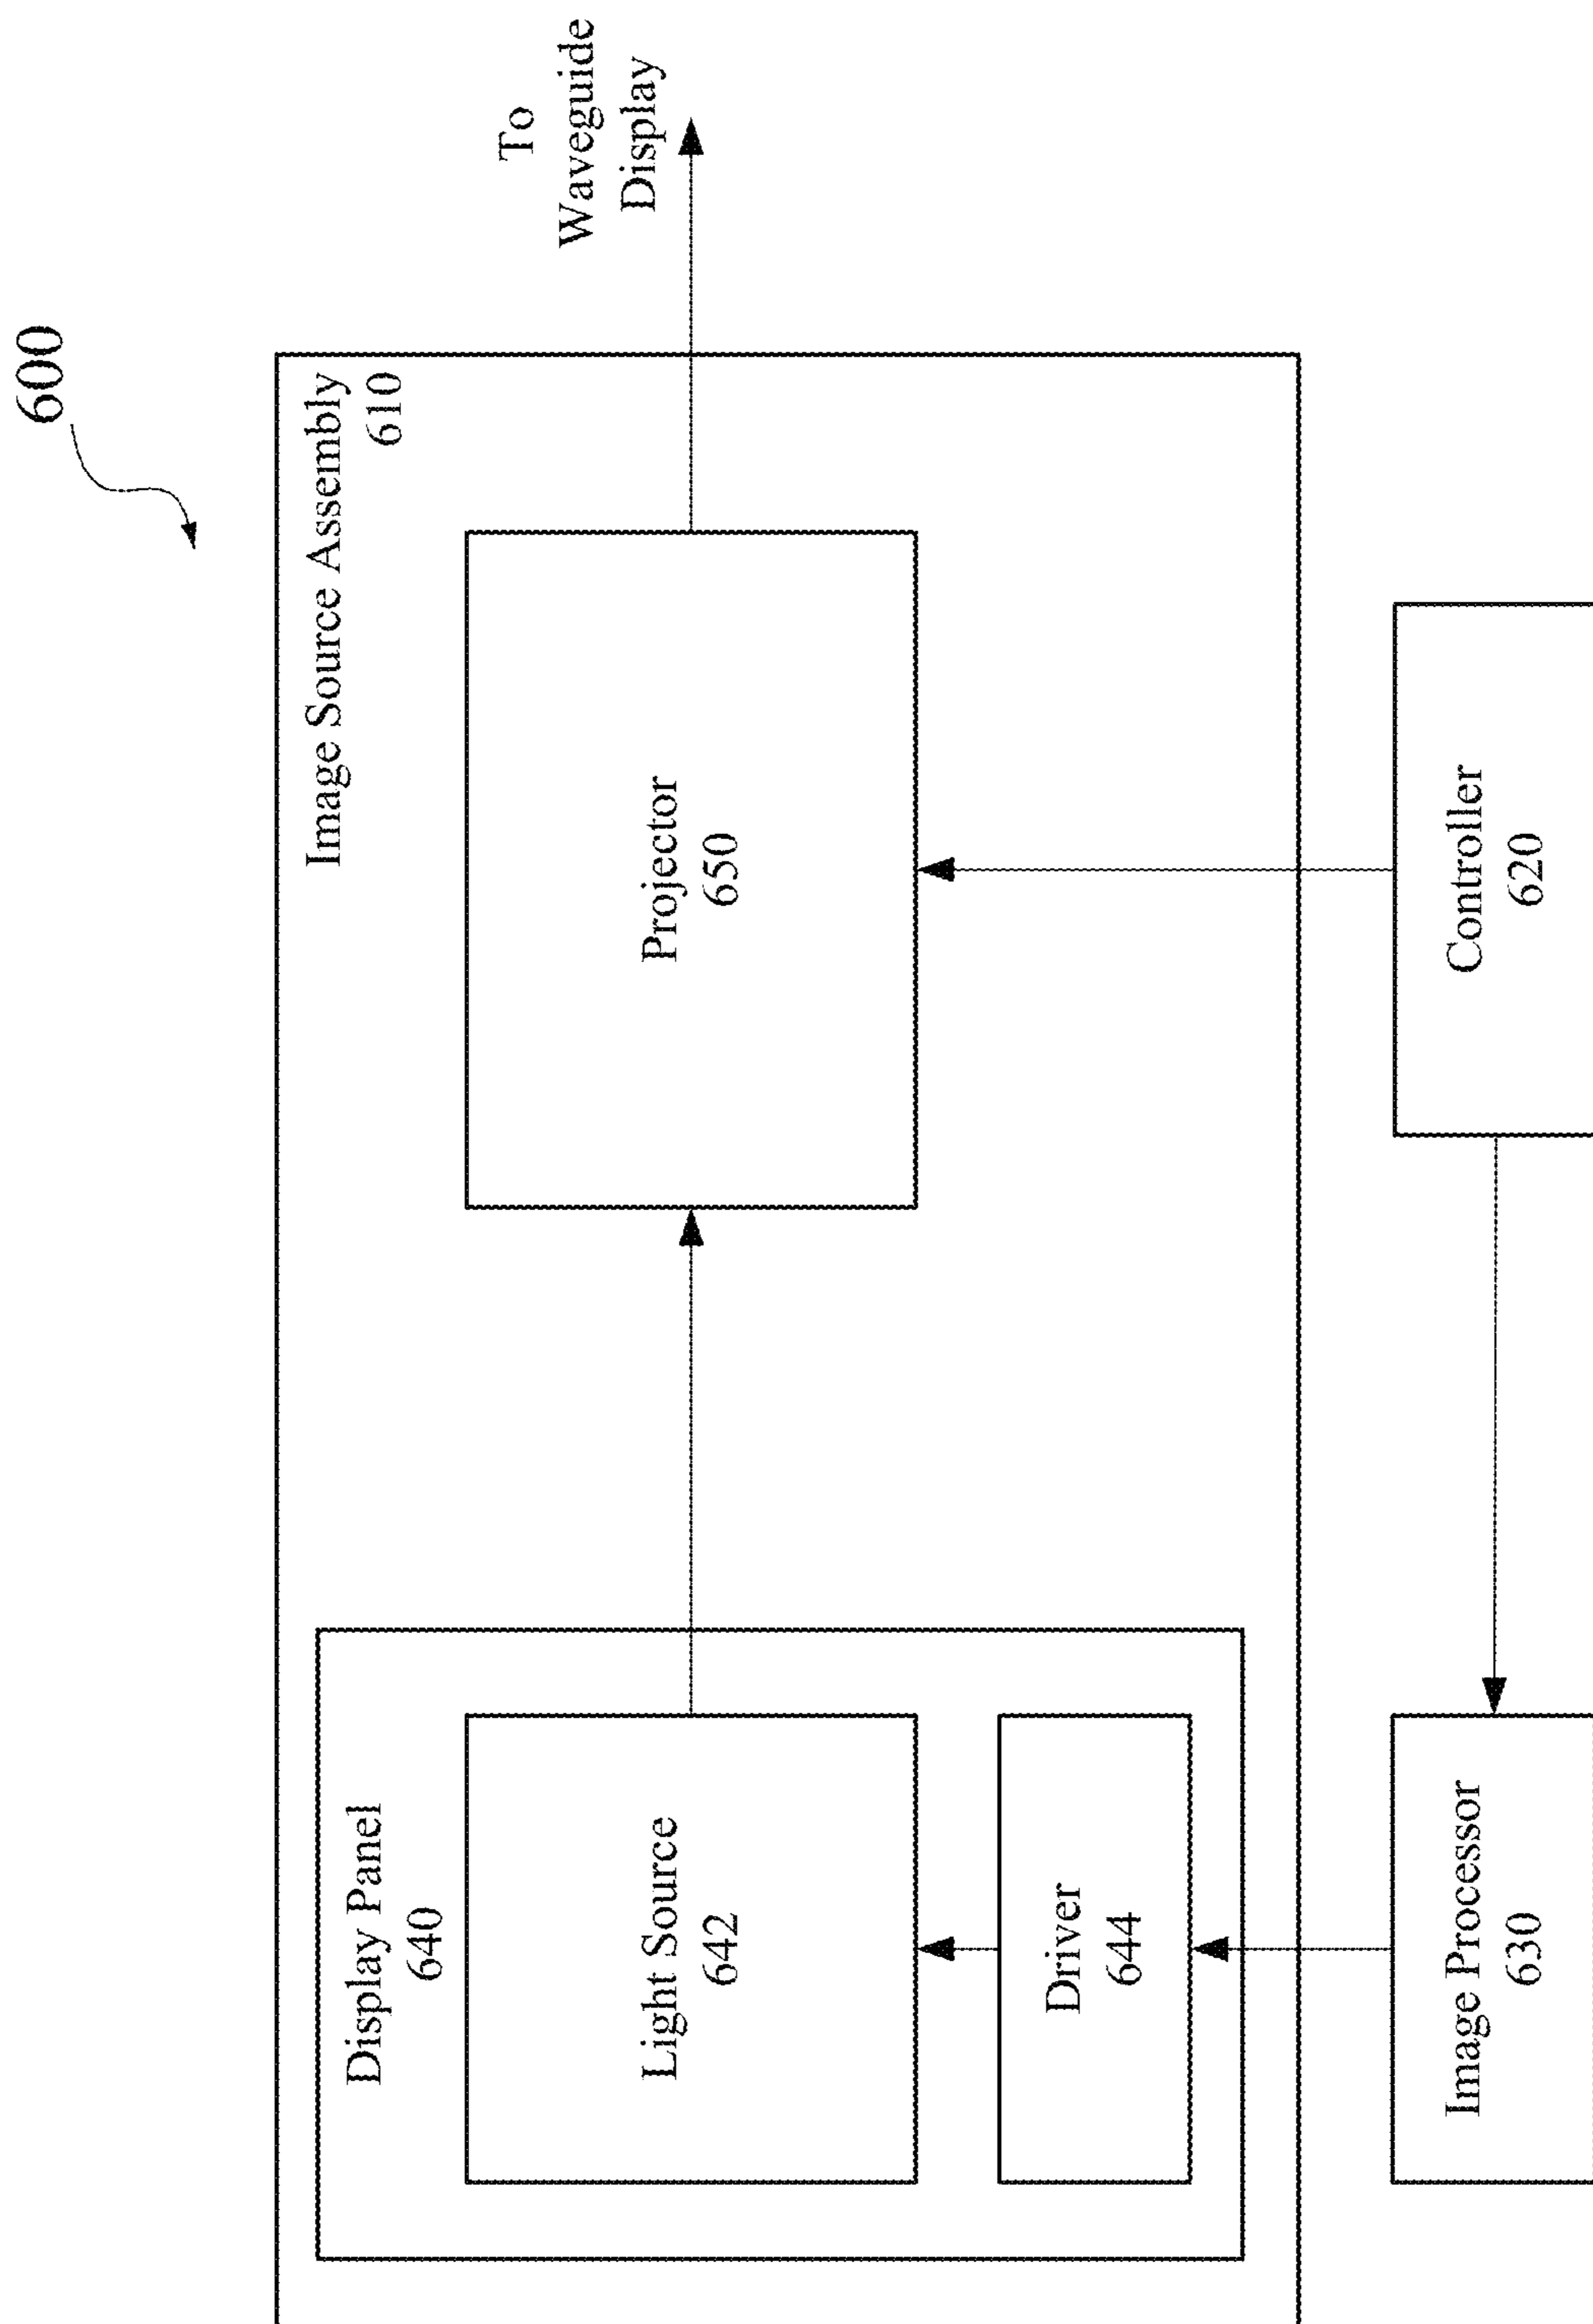 600
To
Waveguide
Display
Image Source Assembly
610
Display Panel
640
Light Source
642
Projector
650
Driver
644
Image Processor
630
Controller
620